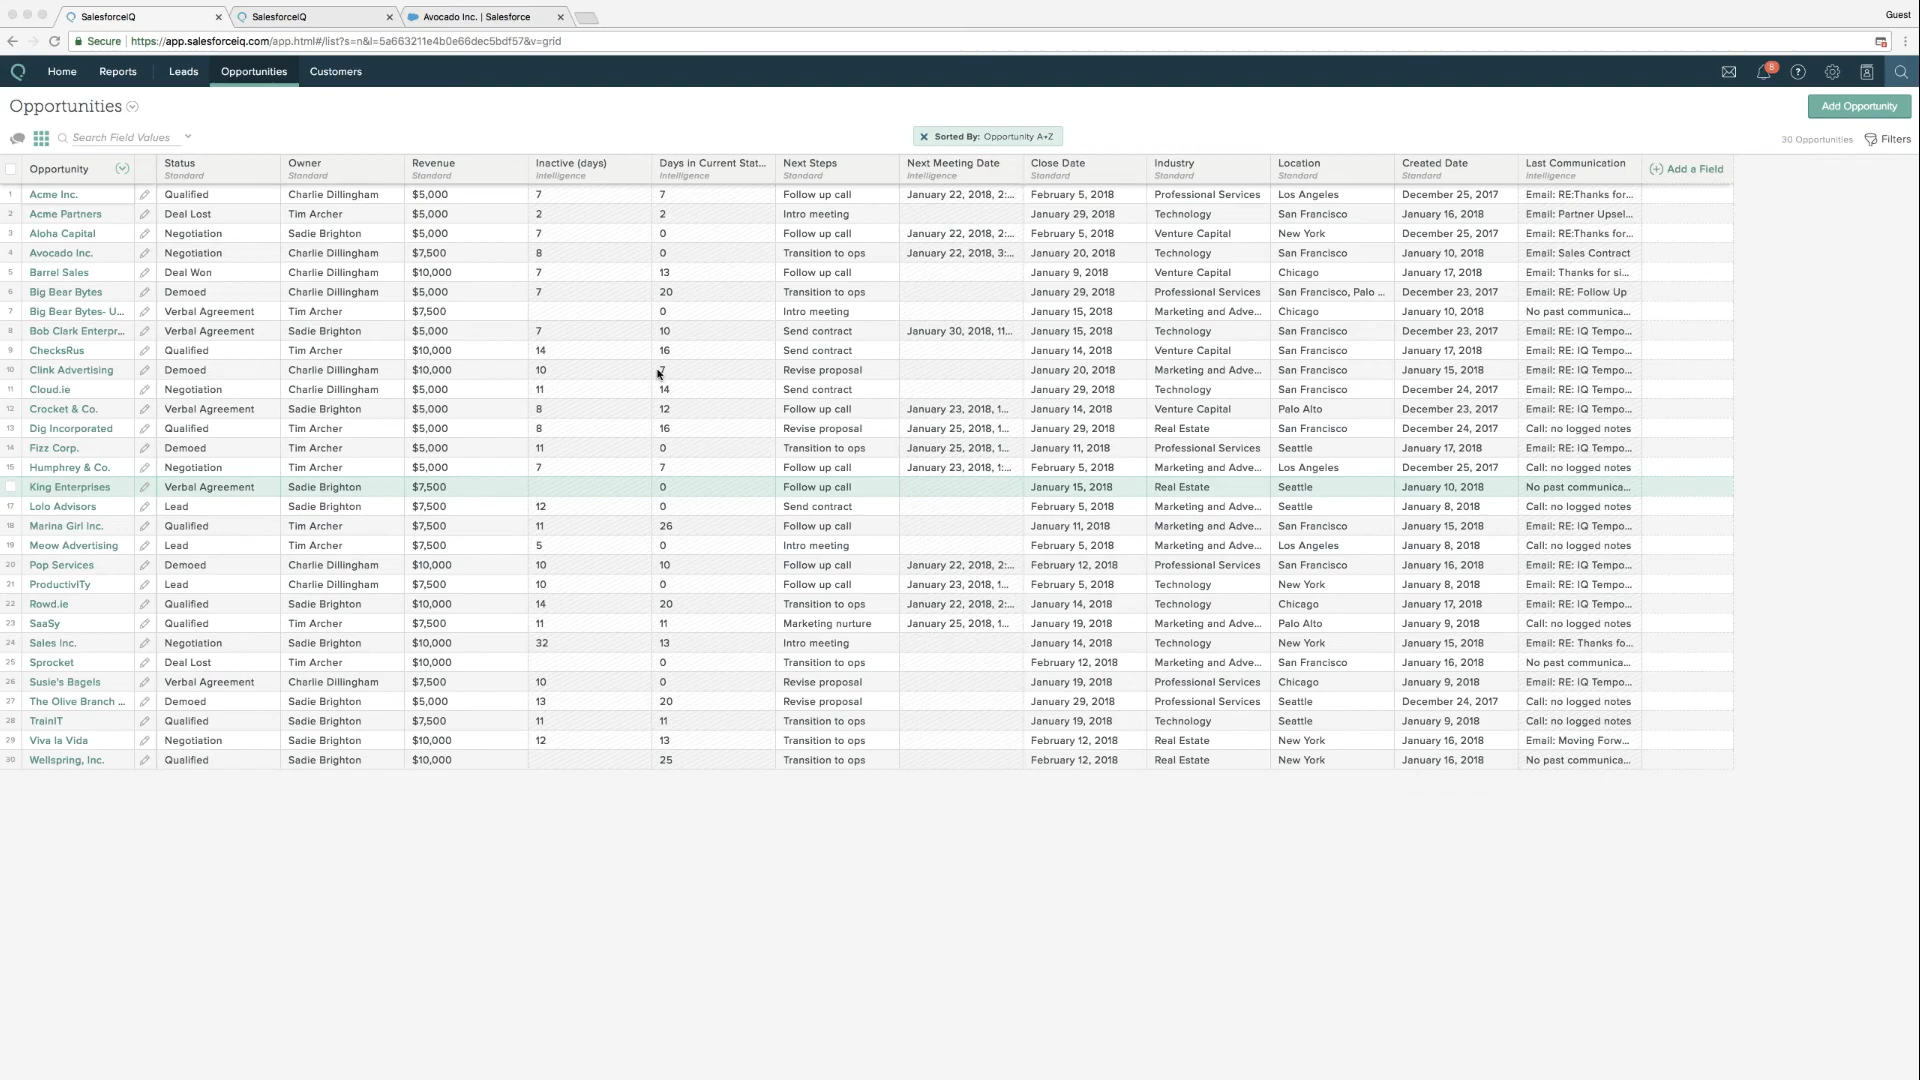 SalesforceIQ
SalesforceIQ
Avocado Inc. | Salesforce
Guest
Secure | https://app.salesforceiq.com/app.html#/list?s=n&l=5a663211e4b0e66dec5bdf57&v=grid
Home Reports Leads Opportunities Customers
Opportunities
Add Opportunity
Search Field Values
Sorted By: Opportunity A→Z
30 Opportunities Filters
Opportunity Status Owner Revenue Inactive (days) Days in Current Stat... Next Steps Next Meeting Date Close Date Industry Location Created Date Last Communication Add a Field
Standard Standard Standard Intelligence Intelligence Standard Intelligence Standard Standard Standard Standard Intelligence
1 Acme Inc. Qualified Charlie Dillingham $5,000 7 7 Follow up call January 22, 2018, 2:... February 5, 2018 Professional Services Los Angeles December 25, 2017 Email: RE:Thanks for...
2 Acme Partners Deal Lost Tim Archer $5,000 2 2 Intro meeting January 29, 2018 Technology San Francisco January 16, 2018 Email: Partner Upsel...
3 Aloha Capital Negotiation Sadie Brighton $5,000 7 0 Follow up call January 22, 2018, 2:... February 5, 2018 Venture Capital New York December 25, 2017 Email: RE:Thanks for...
4 Avocado Inc. Negotiation Charlie Dillingham $7,500 8 0 Transition to ops January 22, 2018, 3:... January 20, 2018 Technology San Francisco January 10, 2018 Email: Sales Contract
5 Barrel Sales Deal Won Charlie Dillingham $10,000 7 13 Follow up call January 9, 2018 Venture Capital Chicago January 17, 2018 Email: Thanks for si...
6 Big Bear Bytes Demoed Charlie Dillingham $5,000 7 20 Transition to ops January 29, 2018 Professional Services San Francisco, Palo ... December 23, 2017 Email: RE: Follow Up
7 Big Bear Bytes- U... Verbal Agreement Tim Archer $7,500 0 Intro meeting January 15, 2018 Marketing and Adve... Chicago January 10, 2018 No past communica...
8 Bob Clark Enterpr... Verbal Agreement Sadie Brighton $5,000 7 10 Send contract January 30, 2018, 11... January 15, 2018 Technology San Francisco December 23, 2017 Email: RE: IQ Tempo...
9 ChecksRus Qualified Tim Archer $10,000 14 16 Send contract January 14, 2018 Venture Capital San Francisco January 17, 2018 Email: RE: IQ Tempo...
10 Clink Advertising Demoed Charlie Dillingham $10,000 10 7 Revise proposal January 20, 2018 Marketing and Adve... San Francisco January 15, 2018 Email: RE: IQ Tempo...
11 Cloud.ie Negotiation Charlie Dillingham $5,000 11 14 Send contract January 29, 2018 Technology San Francisco December 24, 2017 Email: RE: IQ Tempo...
12 Crocket & Co. Verbal Agreement Sadie Brighton $5,000 8 12 Follow up call January 23, 2018, 1... January 14, 2018 Venture Capital Palo Alto December 23, 2017 Email: RE: IQ Tempo...
13 Dig Incorporated Qualified Tim Archer $5,000 8 16 Revise proposal January 25, 2018, 1... January 29, 2018 Real Estate San Francisco December 24, 2017 Call: no logged notes
14 Fizz Corp. Demoed Tim Archer $5,000 11 0 Transition to ops January 25, 2018, 1... January 11, 2018 Professional Services Seattle January 17, 2018 Email: RE: IQ Tempo...
15 Humphrey & Co. Negotiation Tim Archer $5,000 7 7 Follow up call January 23, 2018, 1:... February 5, 2018 Marketing and Adve... Los Angeles December 25, 2017 Call: no logged notes
King Enterprises Verbal Agreement Sadie Brighton $7,500 0 Follow up call January 15, 2018 Real Estate Seattle January 10, 2018 No past communica...
17 Lolo Advisors Lead Sadie Brighton $7,500 12 0 Send contract February 5, 2018 Marketing and Adve... Seattle January 8, 2018 Call: no logged notes
18 Marina Girl Inc. Qualified Tim Archer $7,500 11 26 Follow up call January 11, 2018 Marketing and Adve... San Francisco January 15, 2018 Email: RE: IQ Tempo...
19 Meow Advertising Lead Tim Archer $7,500 5 0 Intro meeting February 5, 2018 Marketing and Adve... Los Angeles January 8, 2018 Call: no logged notes
20 Pop Services Demoed Charlie Dillingham $10,000 10 10 Follow up call January 22, 2018, 2:... February 12, 2018 Professional Services San Francisco January 16, 2018 Email: RE: IQ Tempo...
21 ProductivITy Lead Charlie Dillingham $7,500 10 0 Follow up call January 23, 2018, 1... February 5, 2018 Technology New York January 8, 2018 Email: RE: IQ Tempo...
22 Rowd.ie Qualified Sadie Brighton $10,000 14 20 Transition to ops January 22, 2018, 2:... January 14, 2018 Technology Chicago January 17, 2018 Email: RE: IQ Tempo...
23 SaaSy Qualified Tim Archer $7,500 11 11 Marketing nurture January 25, 2018, 1... January 19, 2018 Marketing and Adve... Palo Alto January 9, 2018 Call: no logged notes
24 Sales Inc. Negotiation Sadie Brighton $10,000 32 13 Intro meeting January 14, 2018 Technology New York January 15, 2018 Email: RE: Thanks fo...
25 Sprocket Deal Lost Tim Archer $10,000 0 Transition to ops February 12, 2018 Marketing and Adve... San Francisco January 16, 2018 No past communica...
26 Susie's Bagels Verbal Agreement Charlie Dillingham $7,500 10 0 Revise proposal January 19, 2018 Professional Services Chicago January 9, 2018 Email: RE: IQ Tempo...
27 The Olive Branch ... Demoed Sadie Brighton $5,000 13 20 Revise proposal January 29, 2018 Professional Services Seattle December 24, 2017 Call: no logged notes
28 TrainIT Qualified Sadie Brighton $7,500 11 11 Transition to ops January 19, 2018 Technology Seattle January 9, 2018 Call: no logged notes
29 Viva la Vida Negotiation Sadie Brighton $10,000 12 13 Transition to ops February 12, 2018 Real Estate New York January 16, 2018 Email: Moving Forw...
30 Wellspring, Inc. Qualified Sadie Brighton $10,000 25 Transition to ops February 12, 2018 Real Estate New York January 16, 2018 No past communica...